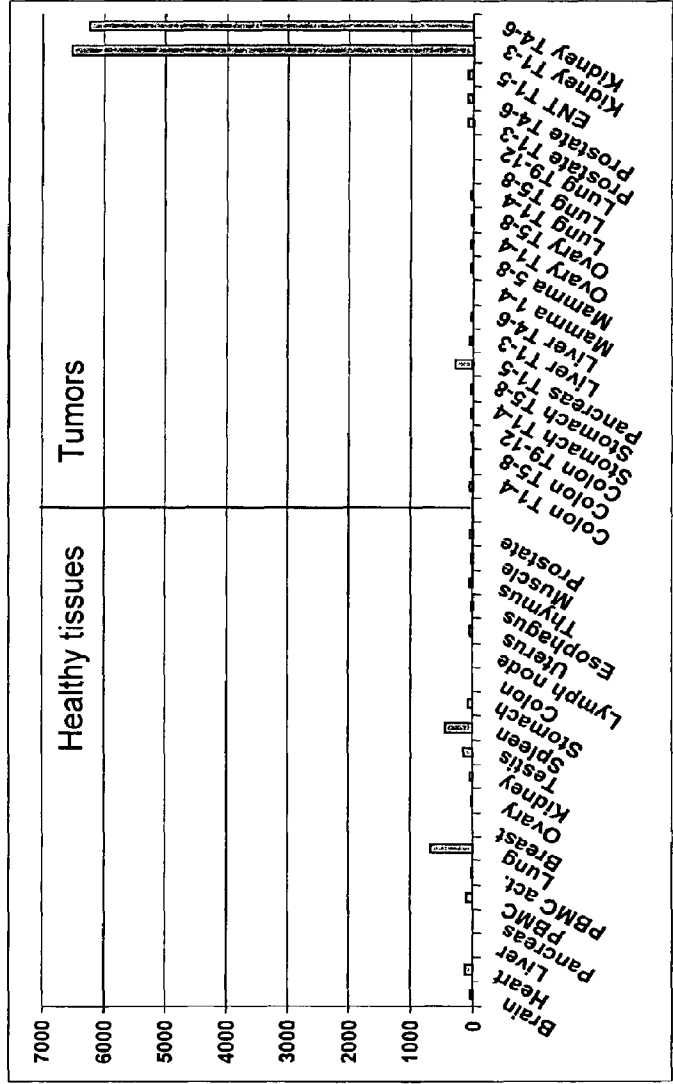 Healthy tissues
Tumors
7000
6000
5000
4000
3000
2000
1000
0
Brain
Heart
Liver
Pancreas
PBMC
PBMC act.
Lung
Breast
Ovary
Kidney
Testis
Spleen
Stomach
Colon
Lymph node
Uterus
Esophagus
Thymus
Muscle
Prostate
Colon T1-4
Colon T5-8
Colon T9-12
Stomach T1-4
Stomach T5-8
Pancreas T1-5
Liver T1-3
Liver T4-6
Mamma 1-4
Mamma 5-8
Ovary T1-4
Ovary T5-8
Lung T1-4
Lung T5-8
Lung T9-12
Prostate T1-3
Prostate T4-6
ENT T1-5
Kidney T1-3
Kidney T4-6